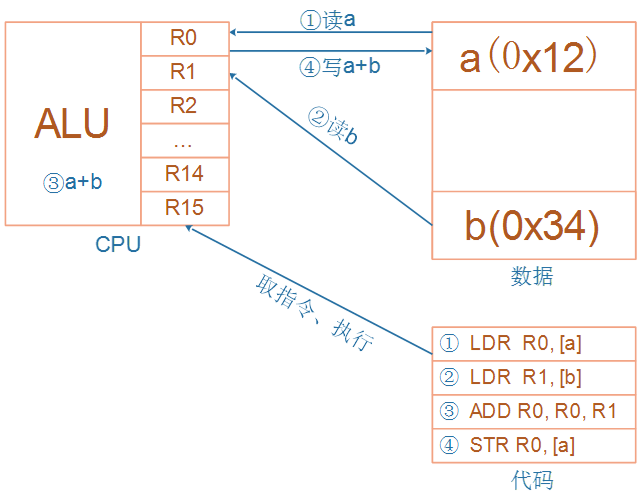 ALU
③a+b
R0
R1
R2
...
R14
R15
CPU
①读a
④写a+b
②读b
a(0x12)
b(0x34)
数据
取指令、执行
① LDR R0, [a]
② LDR R1, [b]
③ ADD R0, R0, R1
④ STR R0, [a]
代码